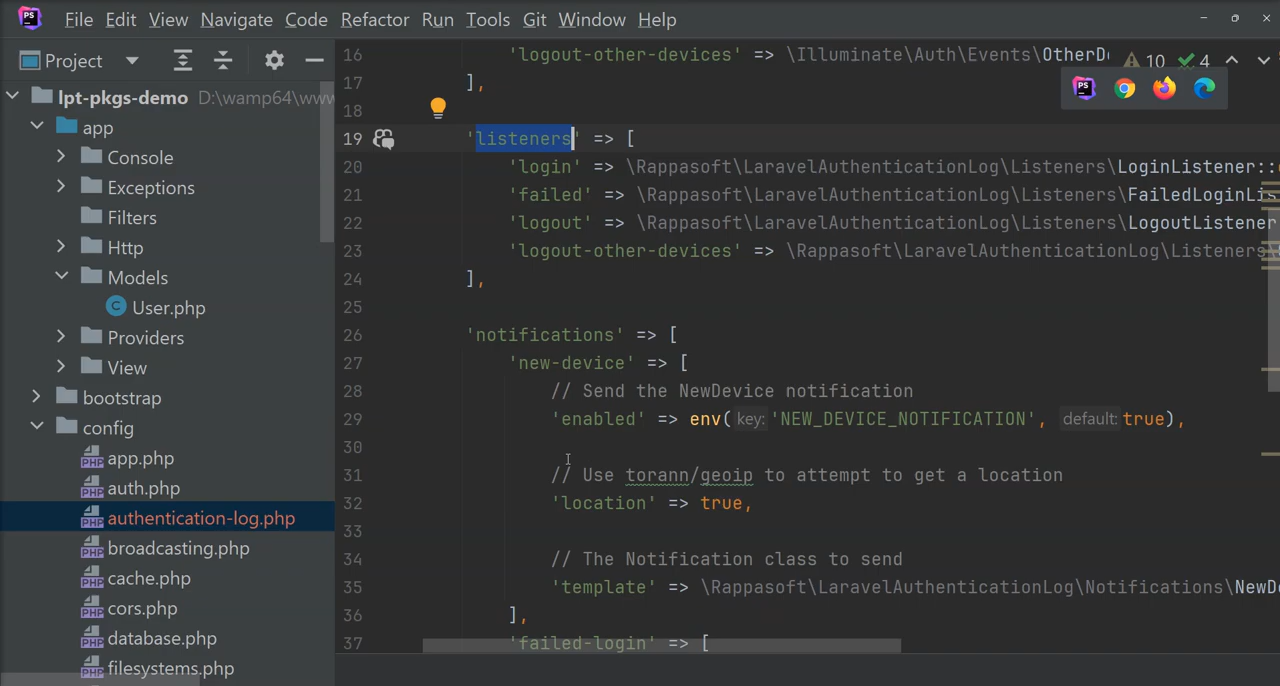 PS File Edit View Navigate Code Refactor Run Tools Git Window Help
Project
lpt-pkgs-demo D:\wamp64\www
app
Console
Exceptions
Filters
Http
Models
User.php
Providers
View
bootstrap
config
app.php
auth.php
authentication-log.php
broadcasting.php
cache.php
cors.php
database.php
filesystems.php
10 4
16 'logout-other-devices' => \Illuminate\Auth\Events\OtherD
17 ],
18
19 'listeners' => [
20 'login' => \Rappasoft\LaravelAuthenticationLog\Listeners\LoginListener::
21 'failed' => \Rappasoft\LaravelAuthenticationLog\Listeners\FailedLoginLis
22 'logout' => \Rappasoft\LaravelAuthenticationLog\Listeners\LogoutListener
23 'logout-other-devices' => \Rappasoft\LaravelAuthenticationLog\Listeners\
24 ],
25
26 'notifications' => [
27 'new-device' => [
28 // Send the NewDevice notification
29 'enabled' => env( key: 'NEW_DEVICE_NOTIFICATION', default: true),
30
31 // Use torann/geoip to attempt to get a location
32 'location' => true,
33
34 // The Notification class to send
35 'template' => \Rappasoft\LaravelAuthenticationLog\Notifications\NewD
36 ],
37 'failed-login' => [